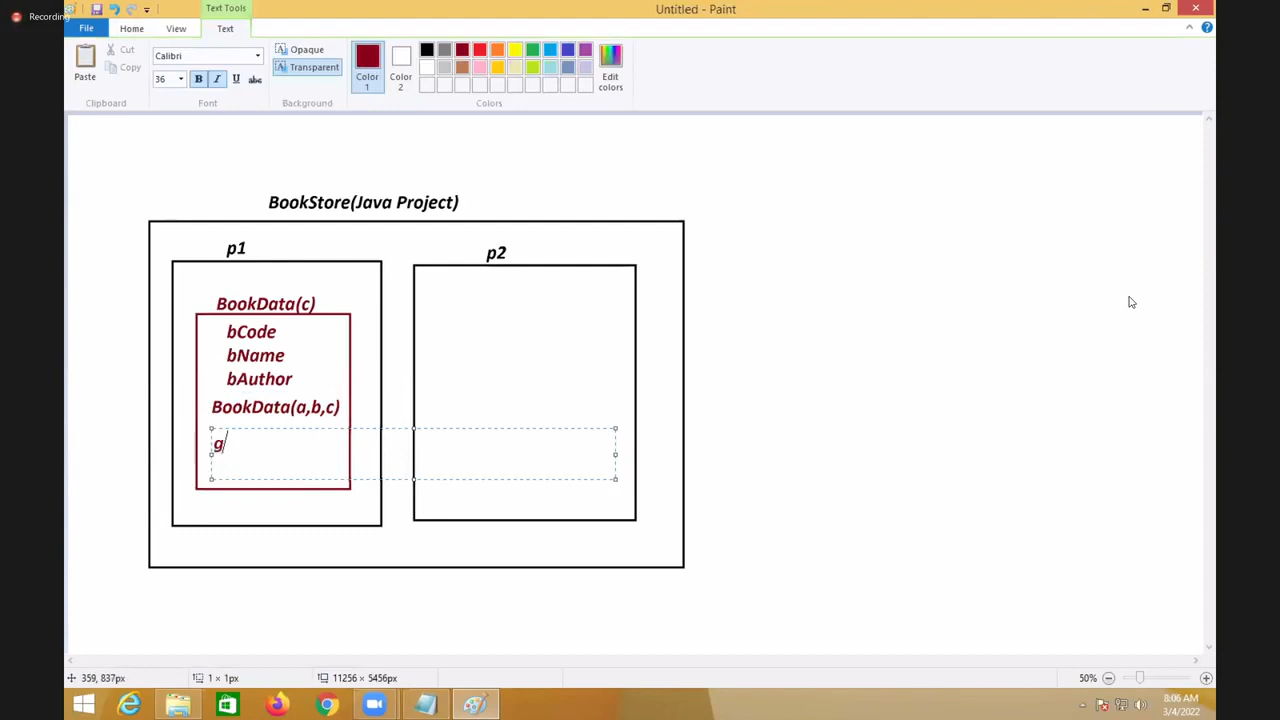 Recording
Text Tools
Untitled - Paint
File
Home
View
Text
Paste
Cut
Copy
Clipboard
Calibri
36
B I U abc
Font
Opaque
Transparent
Background
Color 1
Color 2
Edit colors
Colors
BookStore(Java Project)
p1
p2
BookData(c)
bCode
bName
bAuthor
BookData(a,b,c)
g
359, 837px
1 × 1px
11256 × 5456px
50%
8:06 AM
3/4/2022